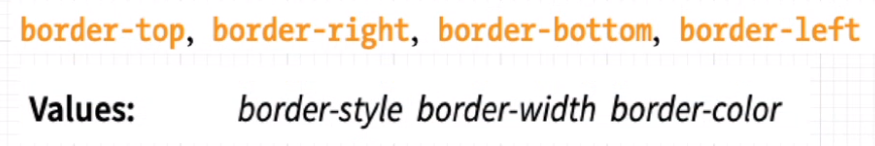 border-top, border-right, border-bottom, border-left
Values: border-style border-width border-color